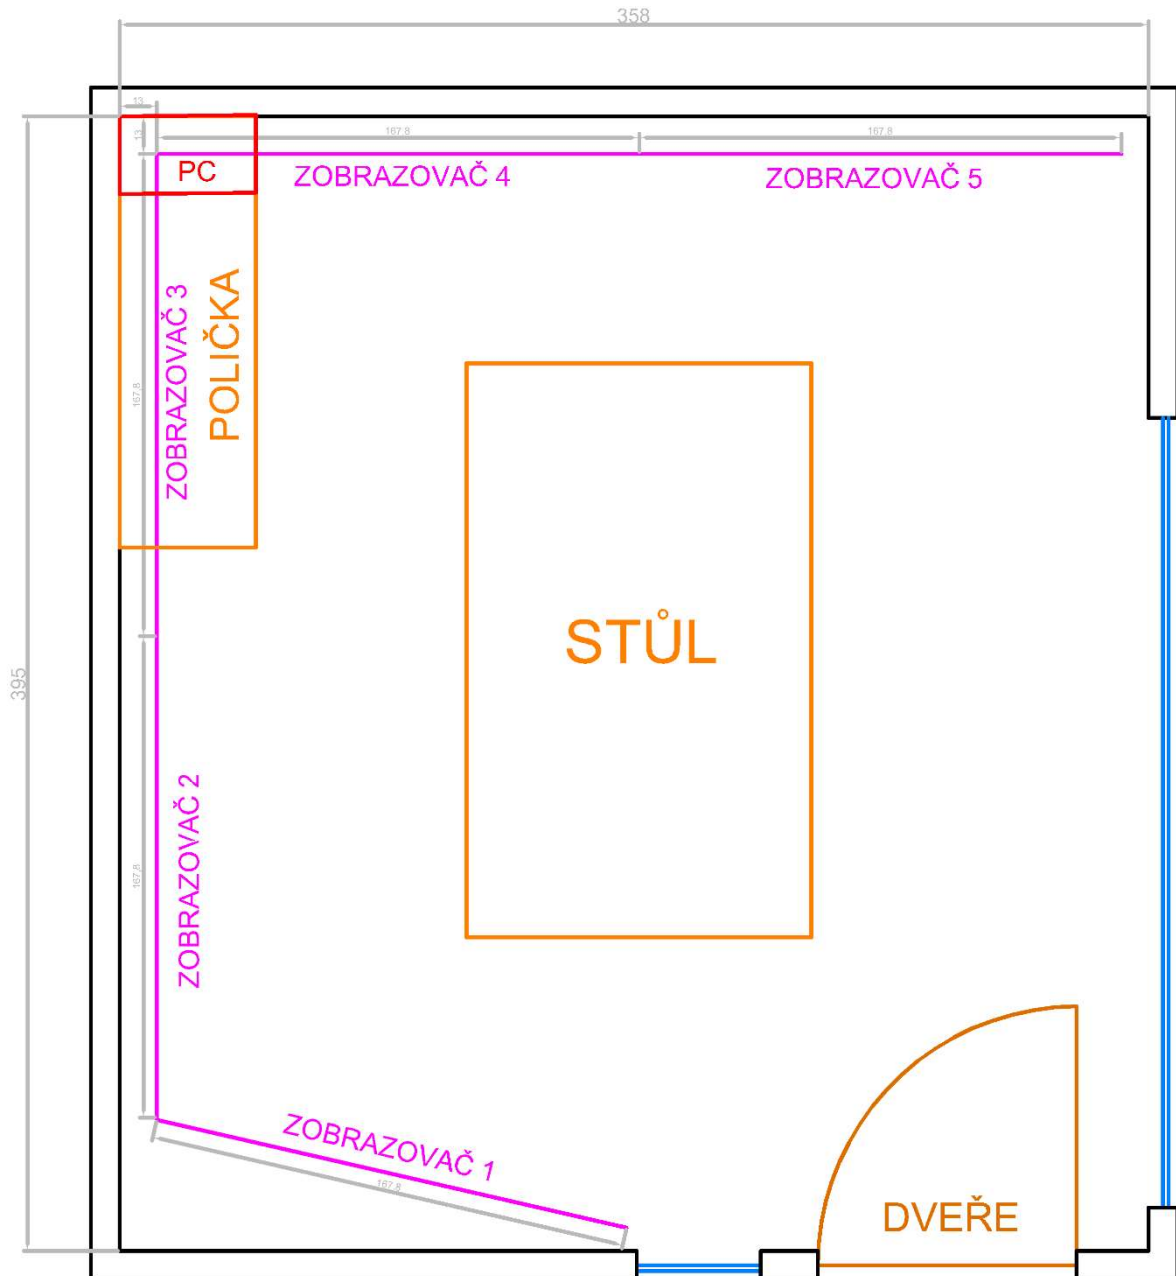 358
13
13
167,8
167,8
PC
ZOBRAZOVAČ 4
ZOBRAZOVAČ 5
ZOBRAZOVAČ 3
POLIČKA
167,8
STŮL
395
ZOBRAZOVAČ 2
167,8
ZOBRAZOVAČ 1
167,8
DVEŘE